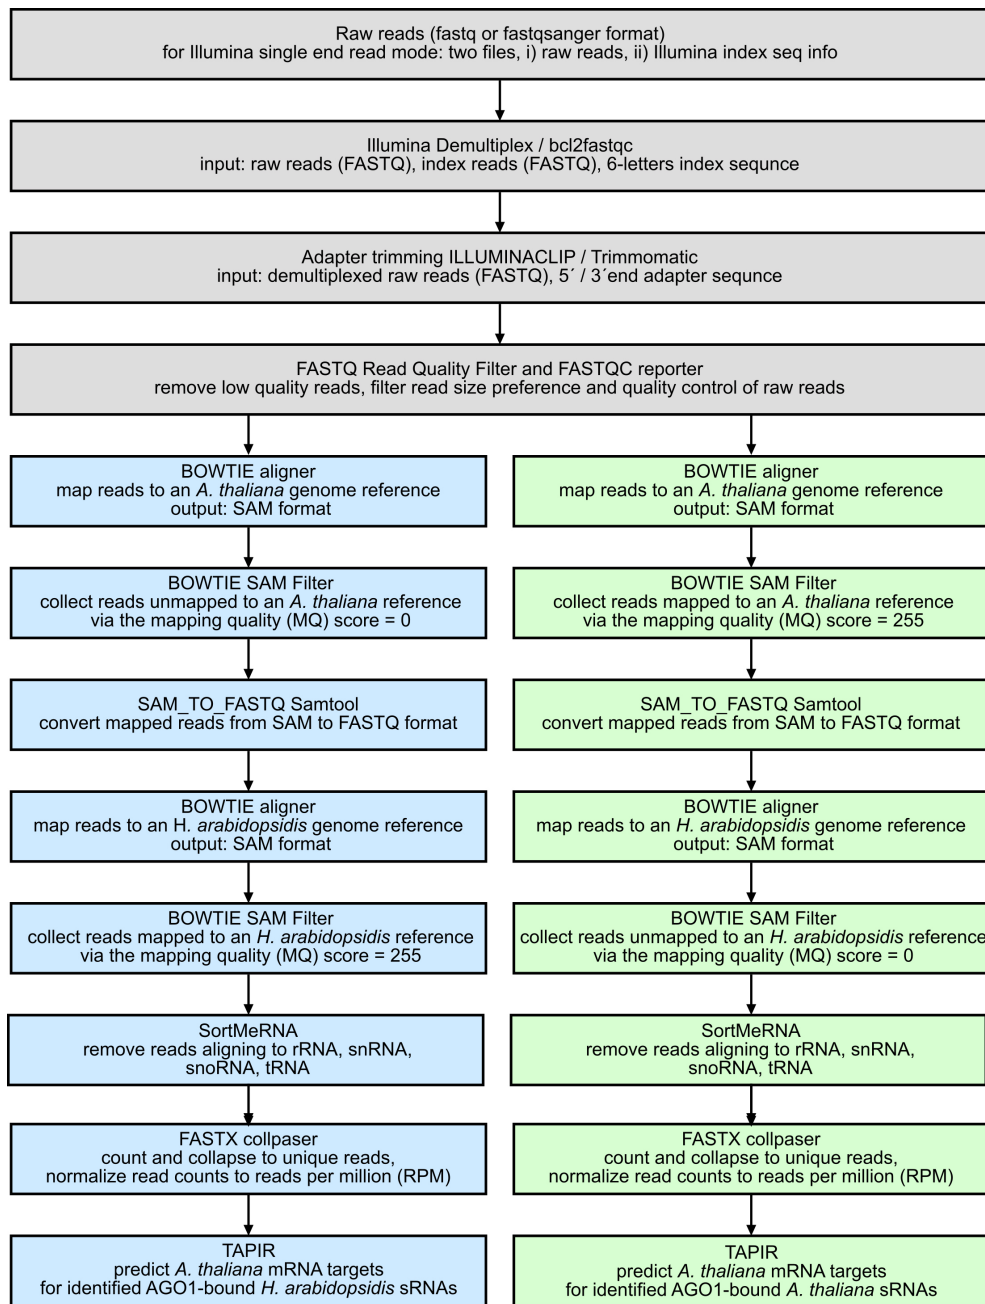 Raw reads (fastq or fastqsanger format)
for Illumina single end read mode: two files, i) raw reads, ii) Illumina index seq info
Illumina Demultiplex / bcl2fastqc
input: raw reads (FASTQ), index reads (FASTQ), 6-letters index sequnce
Adapter trimming ILLUMINACLIP / Trimmomatic
input: demultiplexed raw reads (FASTQ), 5´ / 3´end adapter sequnce
FASTQ Read Quality Filter and FASTQC reporter
remove low quality reads, filter read size preference and quality control of raw reads
BOWTIE aligner
map reads to an A. thaliana genome reference
output: SAM format
BOWTIE aligner
map reads to an A. thaliana genome reference
output: SAM format
BOWTIE SAM Filter
collect reads unmapped to an A. thaliana reference
via the mapping quality (MQ) score = 0
BOWTIE SAM Filter
collect reads mapped to an A. thaliana reference
via the mapping quality (MQ) score = 255
SAM_TO_FASTQ Samtool
convert mapped reads from SAM to FASTQ format
SAM_TO_FASTQ Samtool
convert mapped reads from SAM to FASTQ format
BOWTIE aligner
map reads to an H. arabidopsidis genome reference
output: SAM format
BOWTIE aligner
map reads to an H. arabidopsidis genome reference
output: SAM format
BOWTIE SAM Filter
collect reads mapped to an H. arabidopsidis reference
via the mapping quality (MQ) score = 255
BOWTIE SAM Filter
collect reads unmapped to an H. arabidopsidis reference
via the mapping quality (MQ) score = 0
SortMeRNA
remove reads aligning to rRNA, snRNA,
snoRNA, tRNA
SortMeRNA
remove reads aligning to rRNA, snRNA,
snoRNA, tRNA
FASTX collpaser
count and collapse to unique reads,
normalize read counts to reads per million (RPM)
FASTX collpaser
count and collapse to unique reads,
normalize read counts to reads per million (RPM)
TAPIR
predict A. thaliana mRNA targets
for identified AGO1-bound H. arabidopsidis sRNAs
TAPIR
predict A. thaliana mRNA targets
for identified AGO1-bound A. thaliana sRNAs